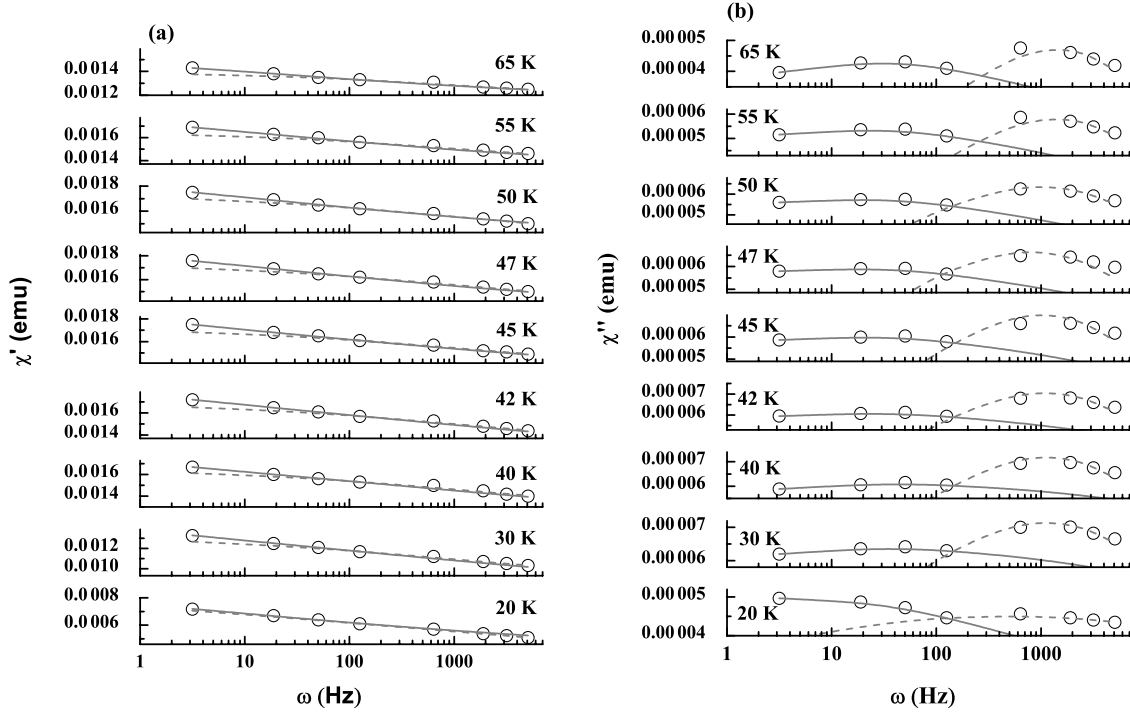 (a)
χ' (emu)
0.0014
0.0012
65 K
0.0016
0.0014
55 K
0.0018
0.0016
50 K
0.0018
0.0016
47 K
0.0018
0.0016
45 K
0.0016
0.0014
42 K
0.0016
0.0014
40 K
0.0012
0.0010
30 K
0.0008
0.0006
20 K
1 10 100 1000
ω (Hz)
(b)
χ'' (emu)
0.00005
0.00004
65 K
0.00006
0.00005
55 K
0.00006
0.00005
50 K
0.00006
0.00005
47 K
0.00006
0.00005
45 K
0.00007
0.00006
42 K
0.00007
0.00006
40 K
0.00007
0.00006
30 K
0.00005
0.00004
20 K
1 10 100 1000
ω (Hz)